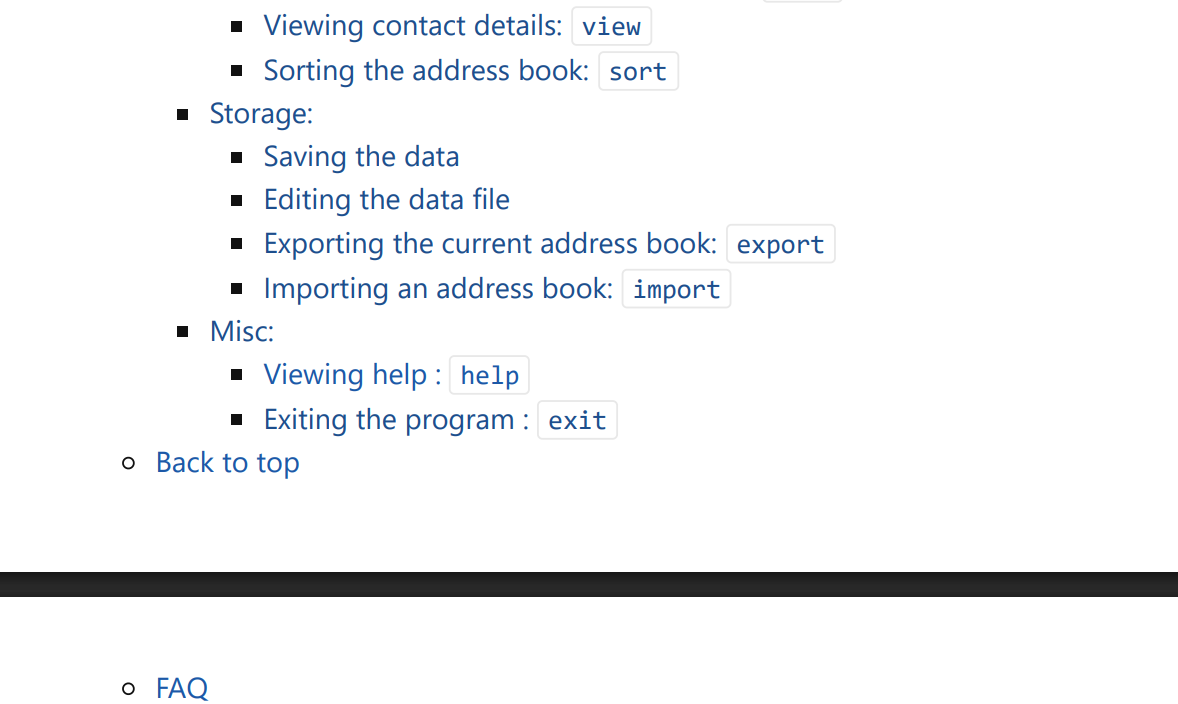 Viewing contact details: view
Sorting the address book: sort
Storage:
Saving the data
Editing the data file
Exporting the current address book: export
Importing an address book: import
Misc:
Viewing help : help
Exiting the program : exit
Back to top
FAQ